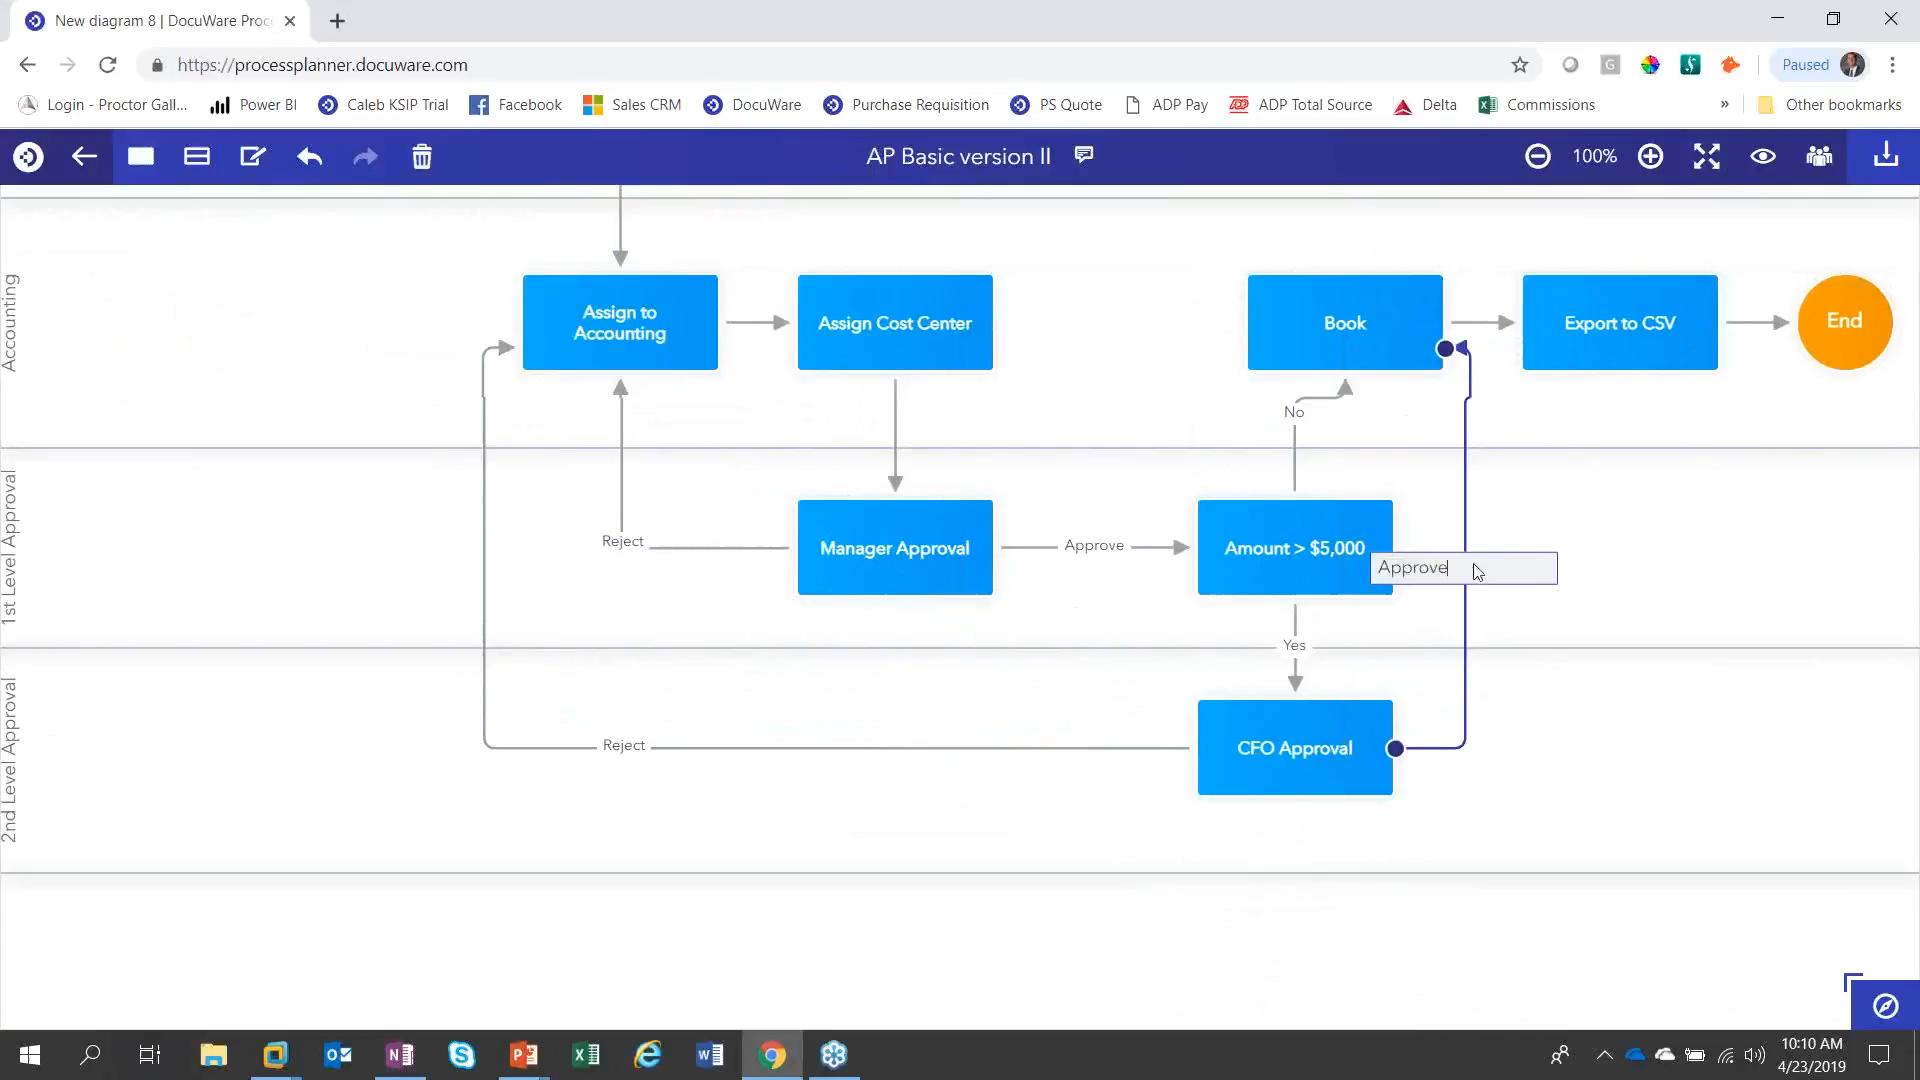 New diagram 8 | DocuWare Proc
https://processplanner.docuware.com
Paused
Login - Proctor Gall...
Power BI
Caleb KSIP Trial
Facebook
Sales CRM
DocuWare
Purchase Requisition
PS Quote
ADP Pay
ADP Total Source
Delta
Commissions
»
Other bookmarks
AP Basic version II
100%
Accounting
Assign to
Accounting
Assign Cost Center
Book
Export to CSV
End
No
1st Level Approval
Reject
Manager Approval
Approve
Amount > $5,000
Approve
Yes
2nd Level Approval
Reject
CFO Approval
10:10 AM
4/23/2019